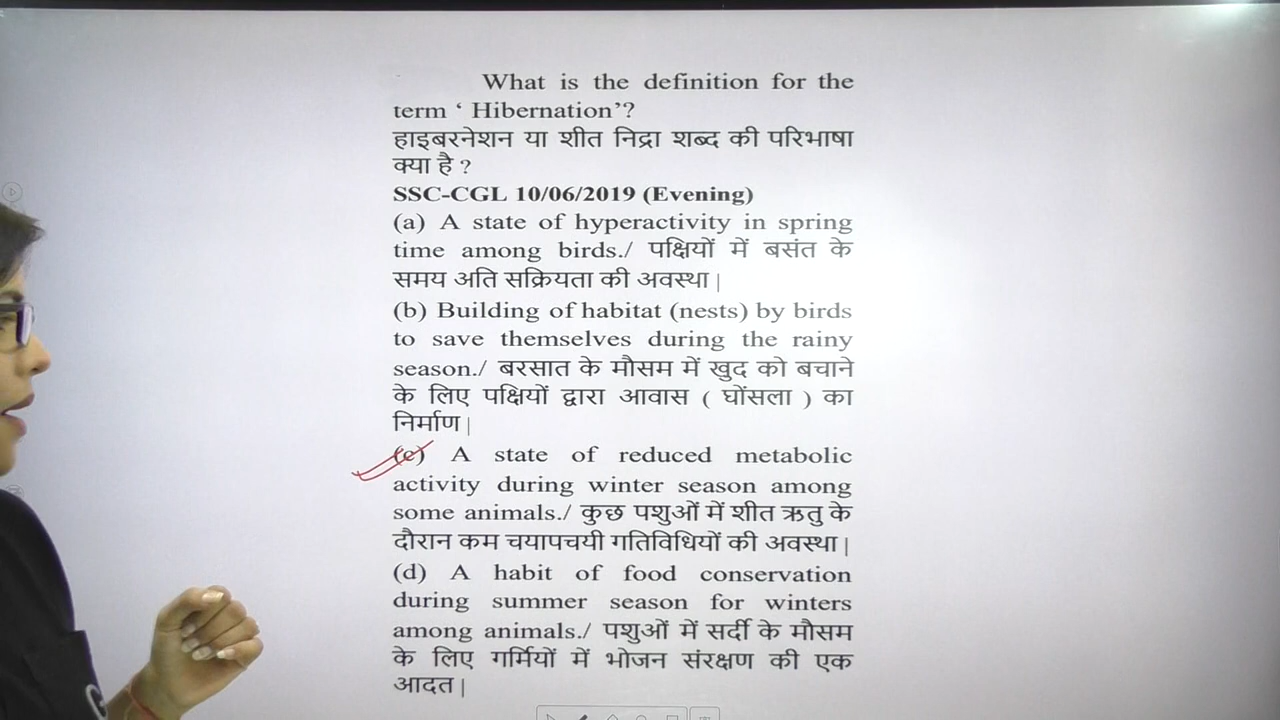 What is the definition for the
term ‘ Hibernation’?
हाइबरनेशन या शीत निद्रा शब्द की परिभाषा
क्या है ?
SSC-CGL 10/06/2019 (Evening)
(a) A state of hyperactivity in spring
time among birds./ पक्षियों में बसंत के
समय अति सक्रियता की अवस्था |
(b) Building of habitat (nests) by birds
to save themselves during the rainy
season./ बरसात के मौसम में खुद को बचाने
के लिए पक्षियों द्वारा आवास ( घोंसला ) का
निर्माण |
(c) A state of reduced metabolic
activity during winter season among
some animals./ कुछ पशुओं में शीत ऋतु के
दौरान कम चयापचयी गतिविधियों की अवस्था |
(d) A habit of food conservation
during summer season for winters
among animals./ पशुओं में सर्दी के मौसम
के लिए गर्मियों में भोजन संरक्षण की एक
आदत |